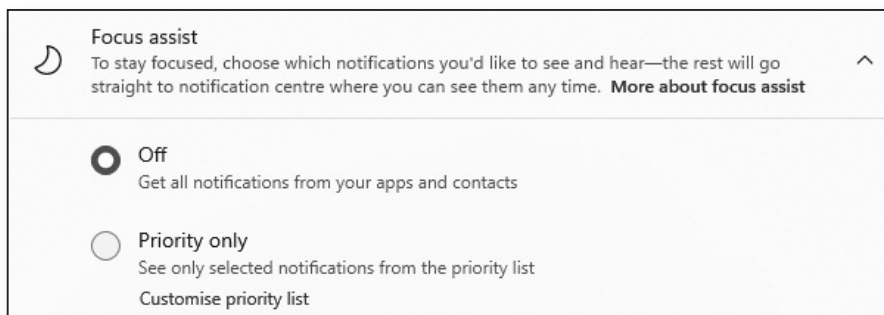 Focus assist
To stay focused, choose which notifications you'd like to see and hear—the rest will go
straight to notification centre where you can see them any time. More about focus assist
Off
Get all notifications from your apps and contacts
Priority only
See only selected notifications from the priority list
Customise priority list